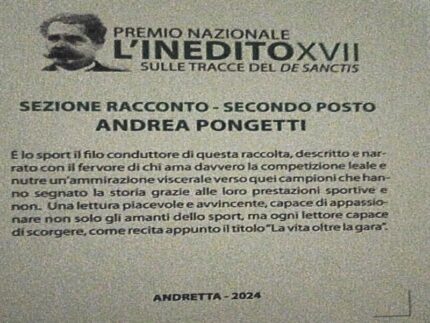 PREMIO NAZIONALE
L'INEDITOXVII
SULLE TRACCE DEL DE SANCTIS
SEZIONE RACCONTO - SECONDO POSTO
ANDREA PONGETTI
È lo sport il filo conduttore di questa raccolta, descritto e nar-
rato con il fervore di chi ama davvero la competizione leale e
nutre un'ammirazione viscerale verso quei campioni che han-
no segnato la storia grazie alle loro prestazioni sportive e
non. Una lettura piacevole e avvincente, capace di appassio-
nare non solo gli amanti dello sport, ma ogni lettore capace
di scorgere, come recita appunto il titolo "La vita oltre la gara".
ANDRETTA - 2024